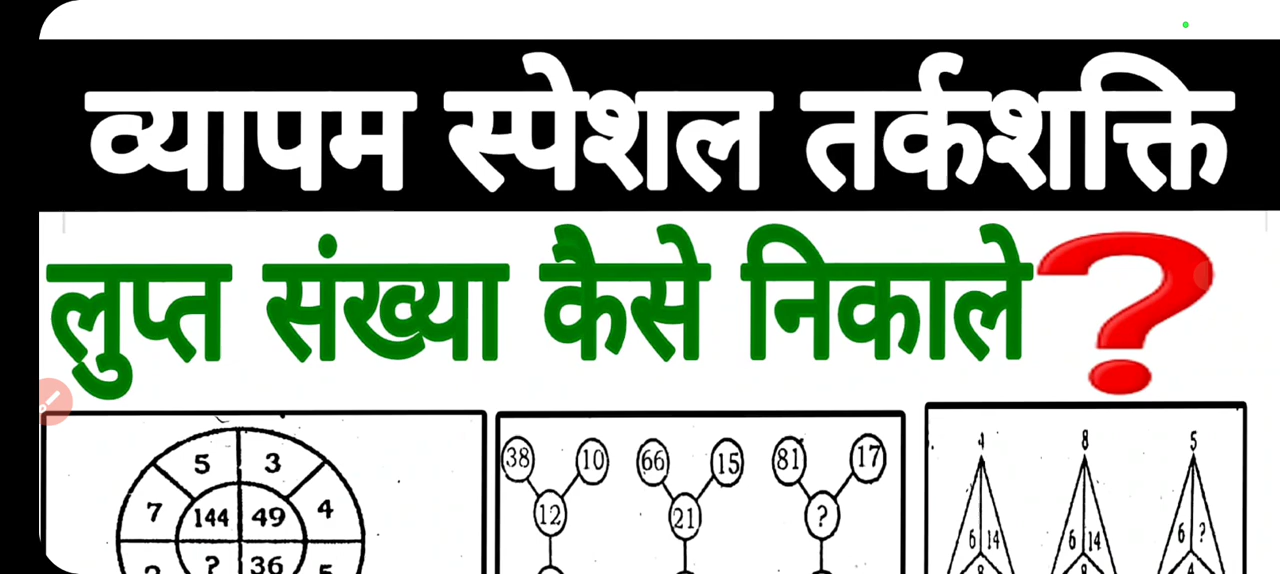 व्यापम स्पेशल तर्कशक्ति
लुप्त संख्या कैसे निकाले?
5 3
7 144 49 4
? 36 5
38 10 66 15 81 17
12 21 ?
4 8 5
6 14 6 14 6 ?